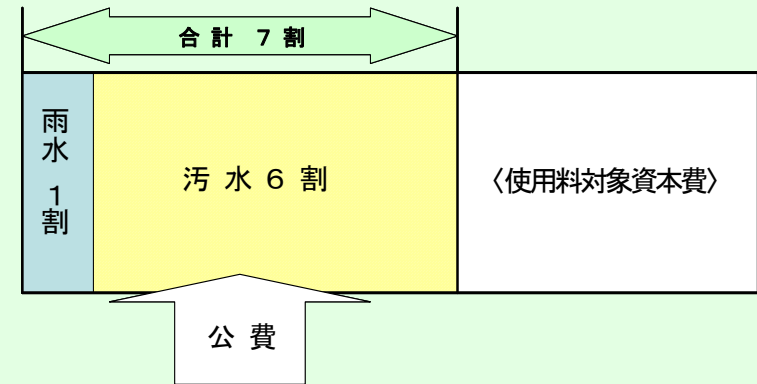 合計 7割
雨水 1割
汚水6割
〈使用料対象資本費〉
公費